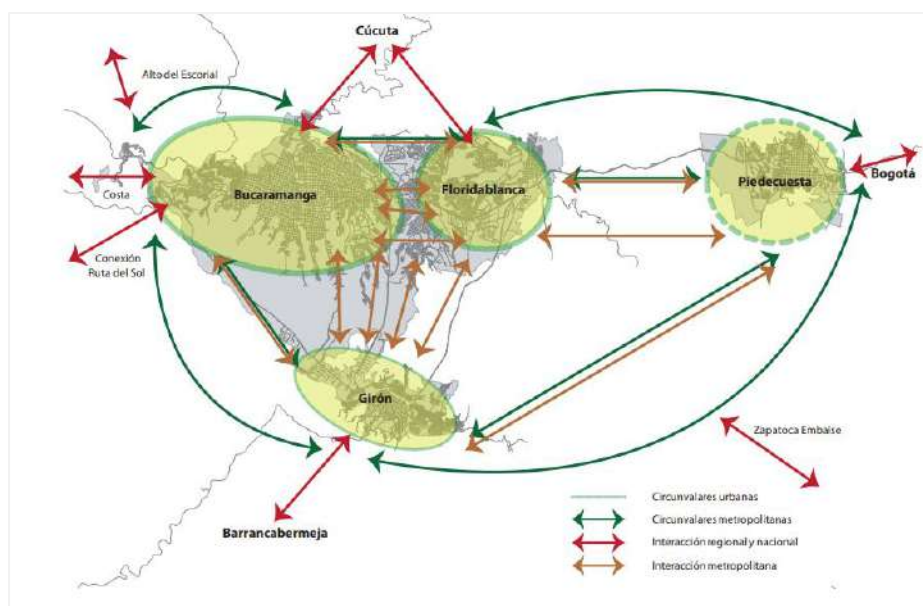 Cúcuta
Alto del Escorial
Bucaramanga
Floridablanca
Piedecuesta
Bogotá
Costa
Conexión
Ruta del Sol
Girón
Zapatoca Embalse
Barrancabermeja
Circunvalares urbanas
Circunvalares metropolitanas
Interacción regional y nacional
Interacción metropolitana